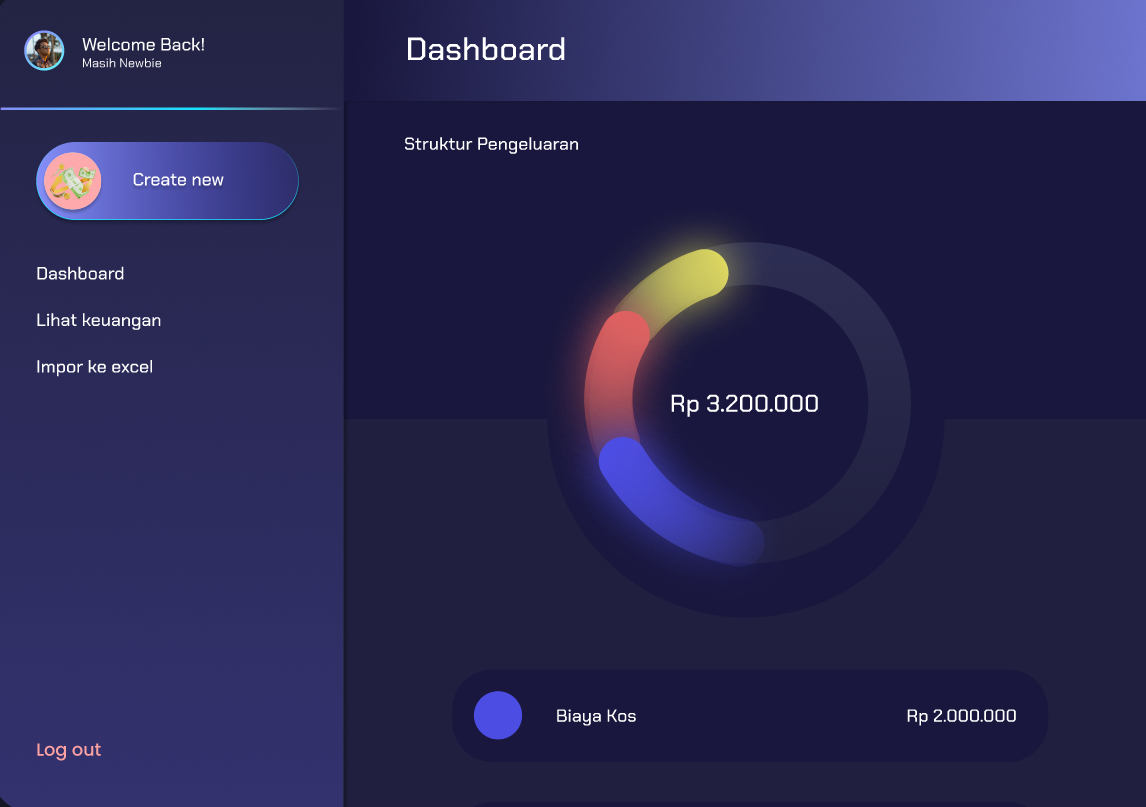 Welcome Back!
Masih Newbie
Create new
Dashboard
Lihat keuangan
Impor ke excel
Log out
Dashboard
Struktur Pengeluaran
Rp 3.200.000
Biaya Kos
Rp 2.000.000